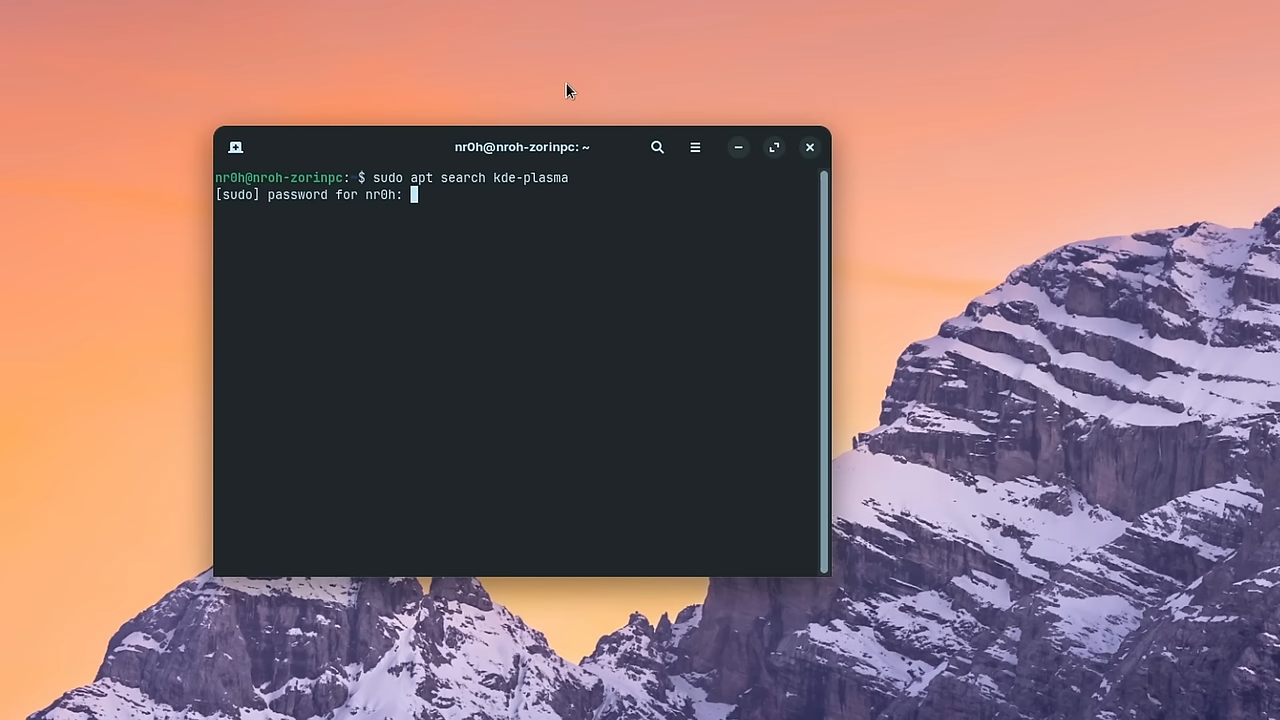 nr0h@nroh-zorinpc: ~
nr0h@nroh-zorinpc:~$ sudo apt search kde-plasma
[sudo] password for nr0h: